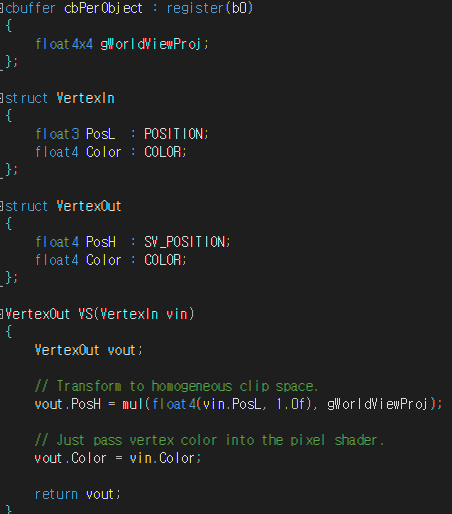 cbuffer cbPerObject : register(b0)
{
    float4x4 gWorldViewProj;
};

struct VertexIn
{
    float3 PosL  : POSITION;
    float4 Color : COLOR;
};

struct VertexOut
{
    float4 PosH  : SV_POSITION;
    float4 Color : COLOR;
};

VertexOut VS(VertexIn vin)
{
    VertexOut vout;

    // Transform to homogeneous clip space.
    vout.PosH = mul(float4(vin.PosL, 1.0f), gWorldViewProj);

    // Just pass vertex color into the pixel shader.
    vout.Color = vin.Color;

    return vout;
}